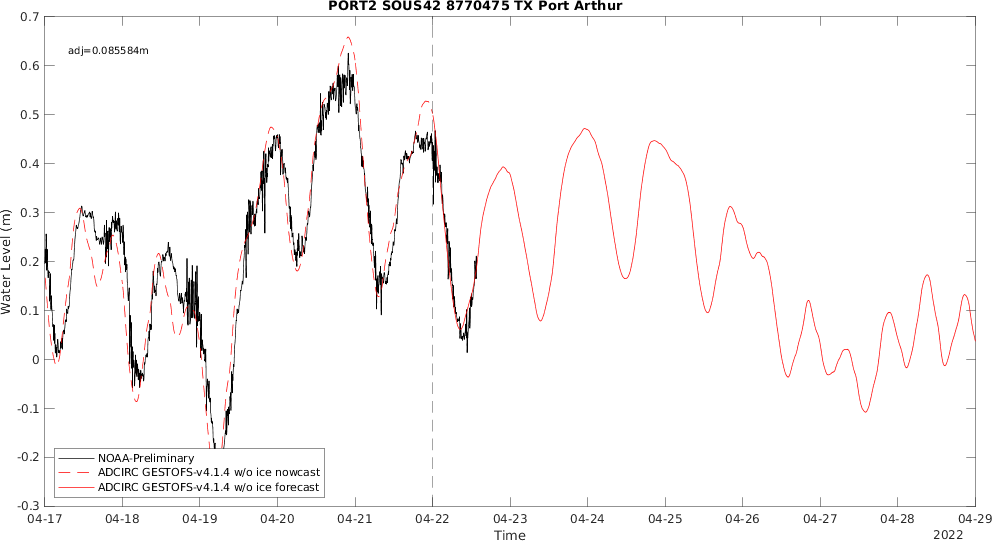 PORT2 SOUS42 8770475 TX Port Arthur
adj=0.085584m
0.7
0.6
0.5
0.4
0.3
0.2
0.1
0
-0.1
-0.2
-0.3
Water Level (m)
NOAA-Preliminary
ADCIRC GESTOFS-v4.1.4 w/o ice nowcast
ADCIRC GESTOFS-v4.1.4 w/o ice forecast
04-17 04-18 04-19 04-20 04-21 04-22 04-23 04-24 04-25 04-26 04-27 04-28 04-29
Time
2022